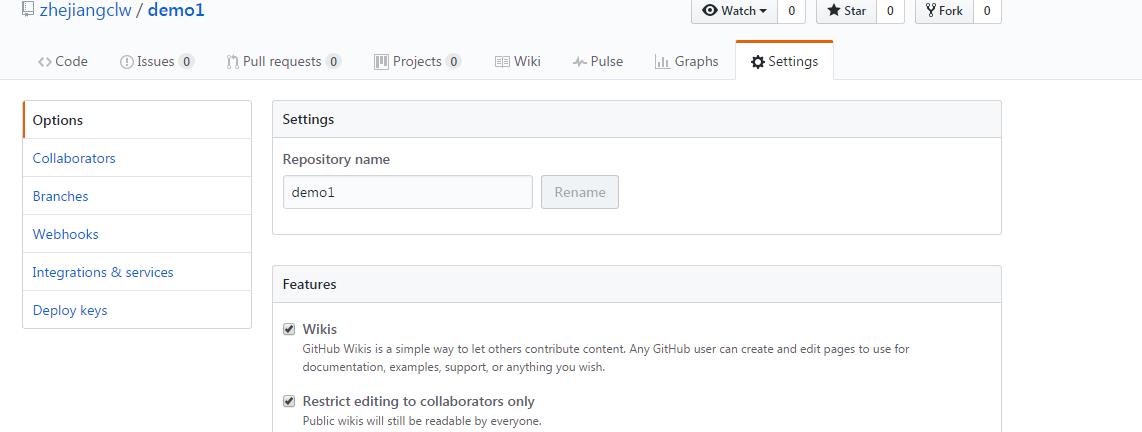 zhejiangclw / demo1
Watch 0 Star 0 Fork 0
Code Issues 0 Pull requests 0 Projects 0 Wiki Pulse Graphs Settings
Options
Collaborators
Branches
Webhooks
Integrations & services
Deploy keys
Settings
Repository name
demo1 Rename
Features
Wikis
GitHub Wikis is a simple way to let others contribute content. Any GitHub user can create and edit pages to use for
documentation, examples, support, or anything you wish.
Restrict editing to collaborators only
Public wikis will still be readable by everyone.